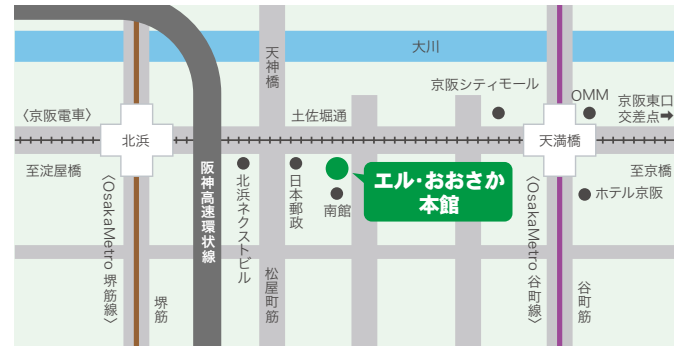 大川
天神橋
京阪シティモール
OMM
京阪東口
交差点➡
〈京阪電車〉
土佐堀通
北浜
天満橋
至淀屋橋
至京橋
エル・おおさか
本館
南館
日本郵政
北浜ネクストビル
阪神高速環状線
ホテル京阪
〈OsakaMetro 堺筋線〉
堺筋
松屋町筋
〈OsakaMetro 谷町線〉
谷町筋